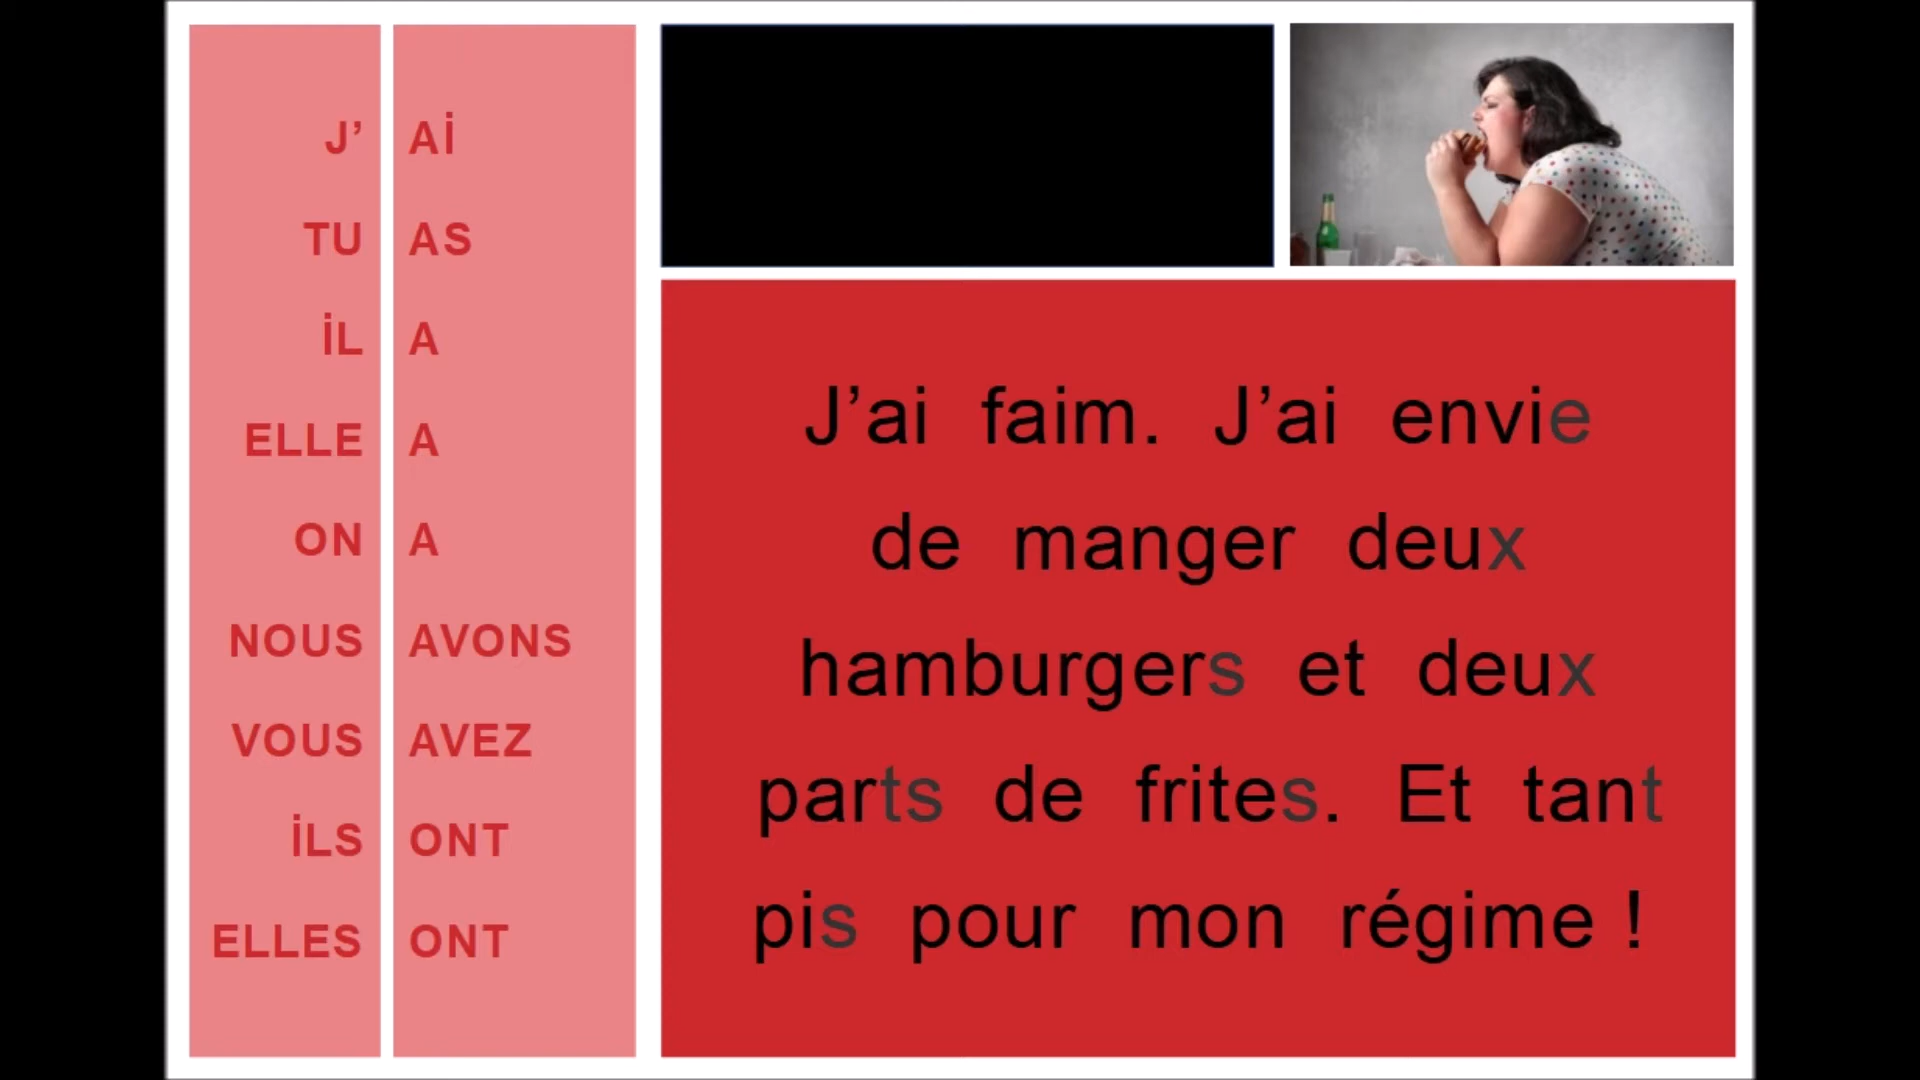 J’ Aİ
TU AS
İL A
ELLE A
ON A
NOUS AVONS
VOUS AVEZ
İLS ONT
ELLES ONT
J’ai faim. J’ai envie
de manger deux
hamburgers et deux
parts de frites. Et tant
pis pour mon régime !